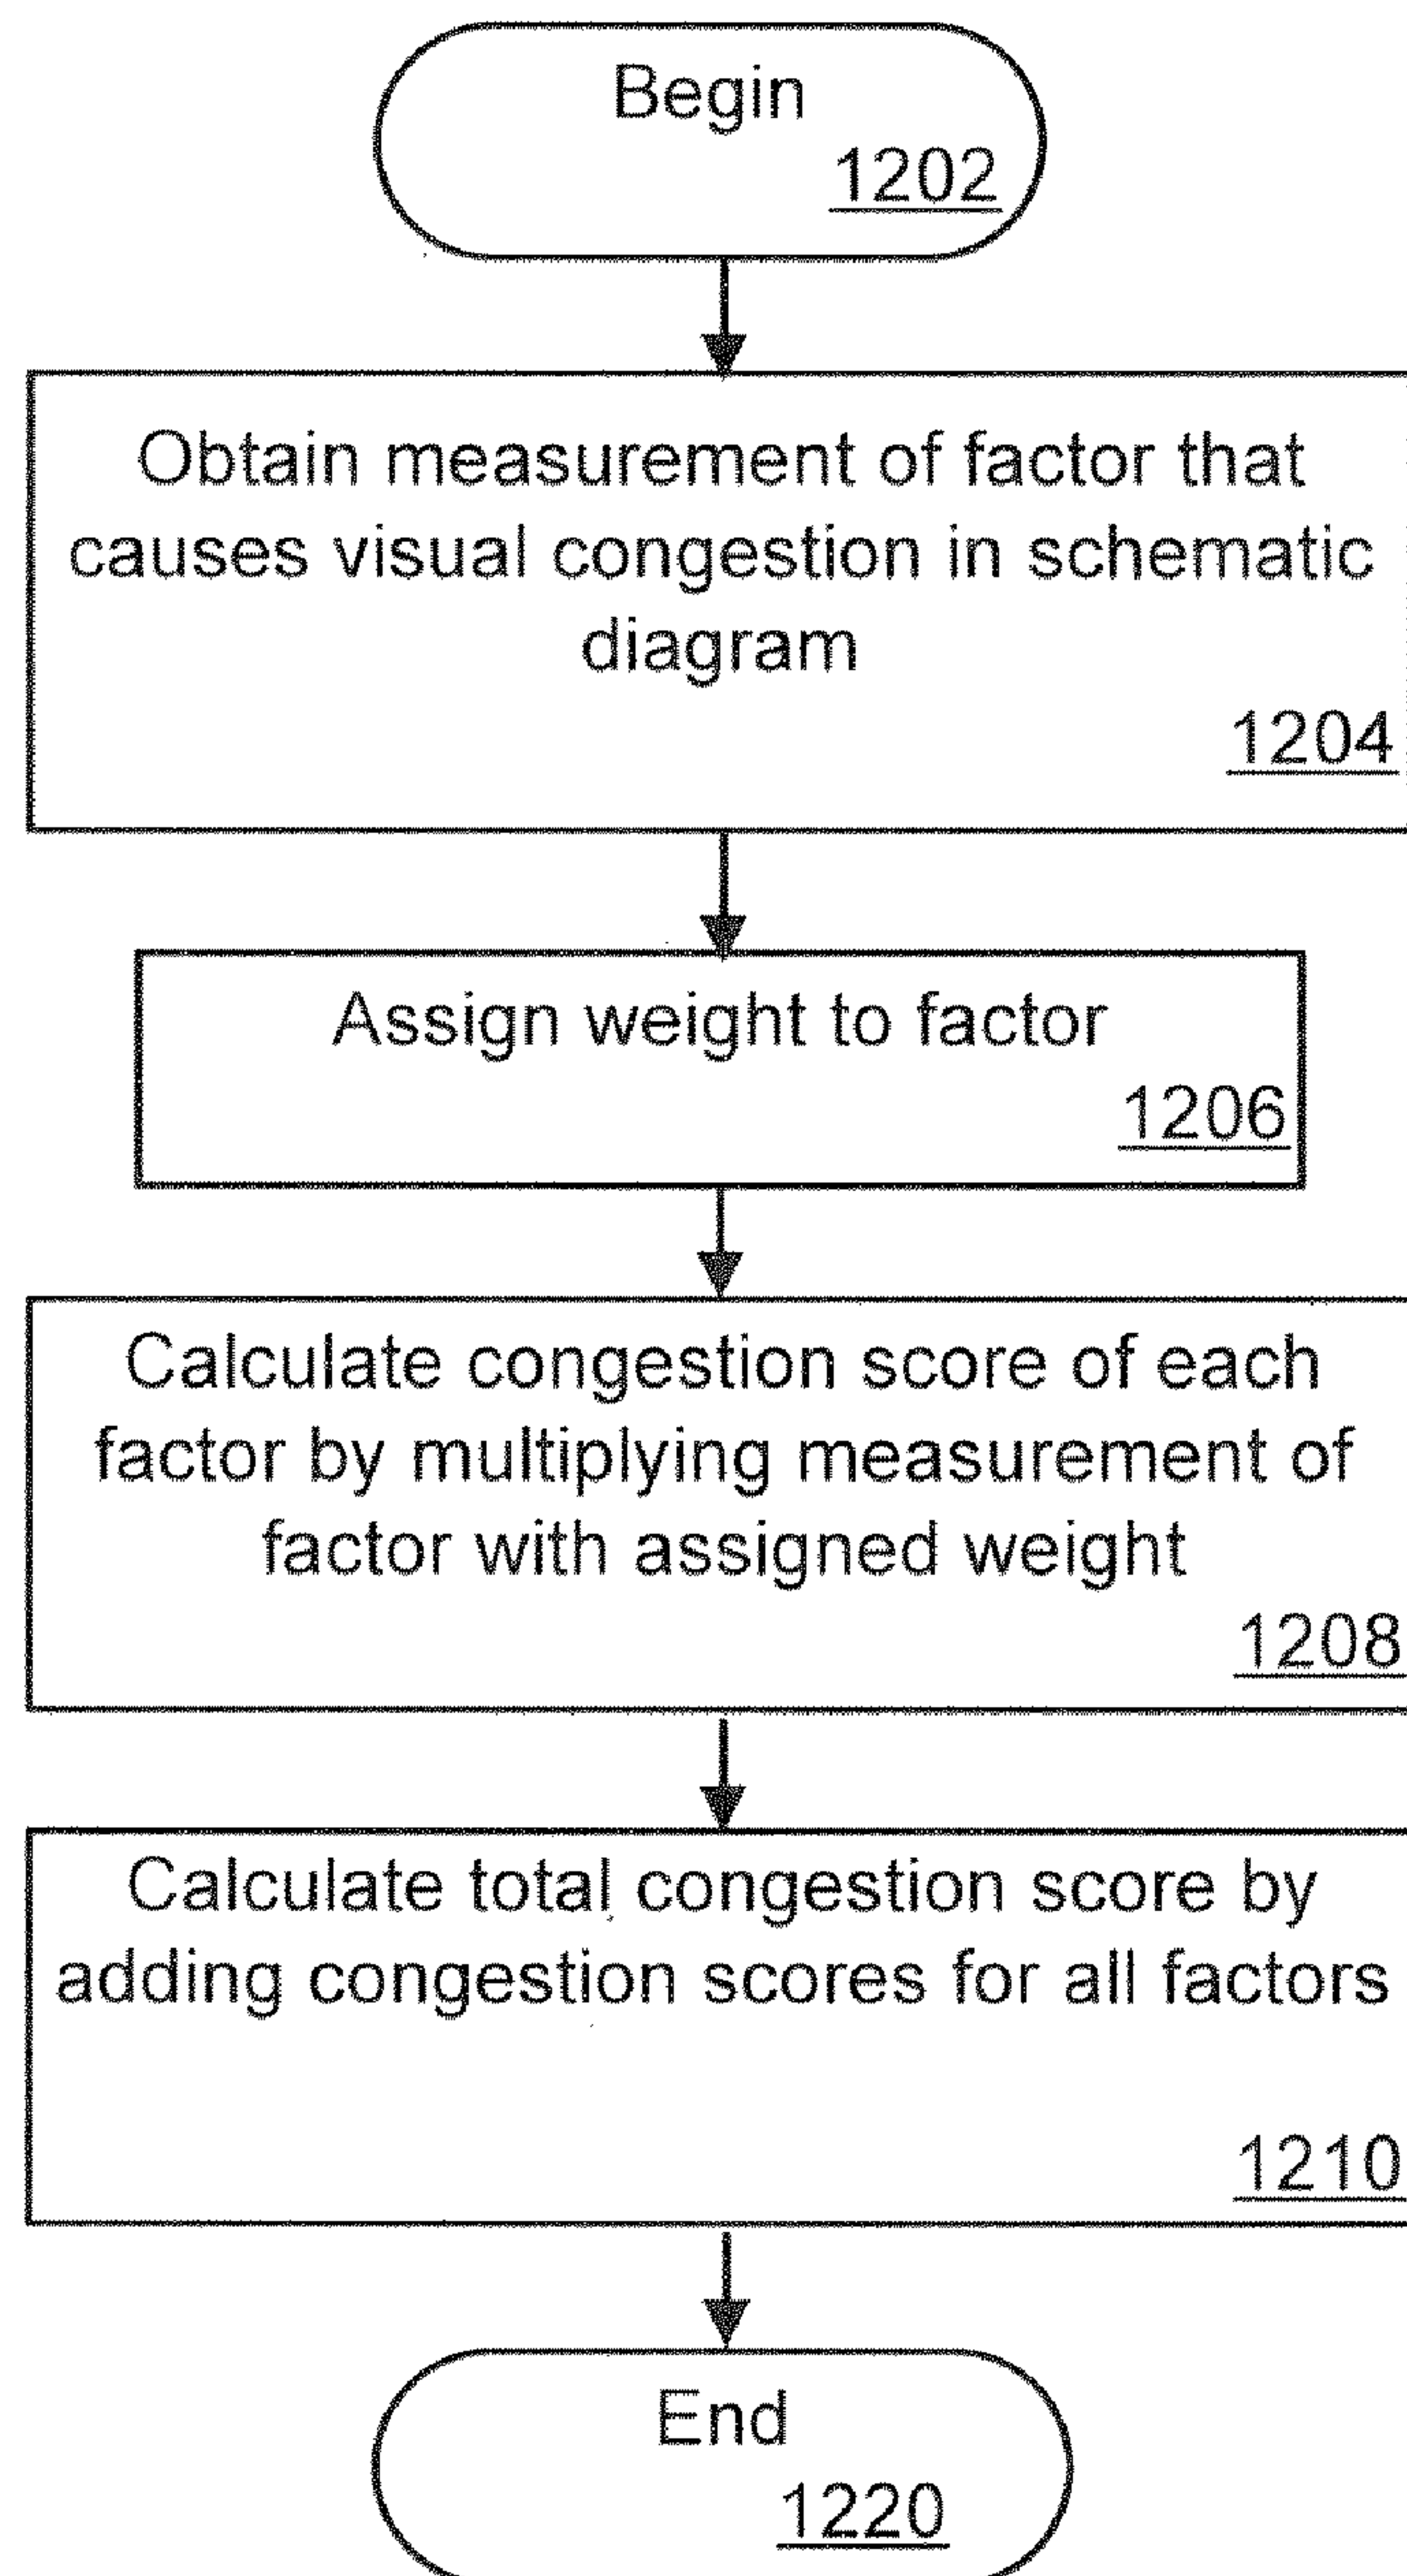 Begin
1202
Obtain measurement of factor that
causes visual congestion in schematic
diagram
1204
Assign weight to factor
1206
Calculate congestion score of each
factor by multiplying measurement of
factor with assigned weight
1208
Calculate total congestion score by
adding congestion scores for all factors
1210
End
1220